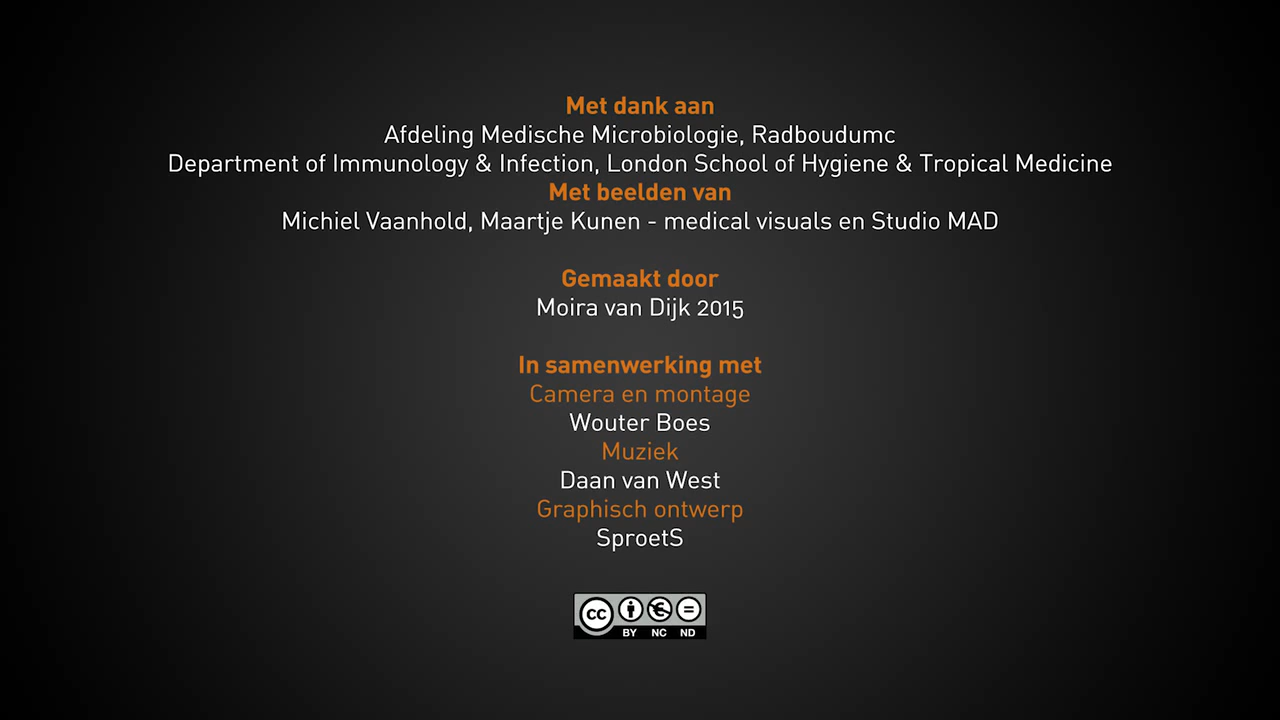 Met dank aan
Afdeling Medische Microbiologie, Radboudumc
Department of Immunology & Infection, London School of Hygiene & Tropical Medicine
Met beelden van
Michiel Vaanhold, Maartje Kunen - medical visuals en Studio MAD
Gemaakt door
Moira van Dijk 2015
In samenwerking met
Camera en montage
Wouter Boes
Muziek
Daan van West
Graphisch ontwerp
SproetS
cc BY NC ND